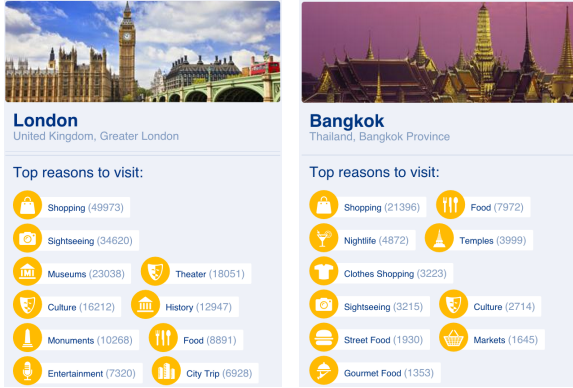 London
United Kingdom, Greater London
Top reasons to visit:
Shopping (49973)
Sightseeing (34620)
Museums (23038) Theater (18051)
Culture (16212) History (12947)
Monuments (10268) Food (8891)
Entertainment (7320) City Trip (6928)
Bangkok
Thailand, Bangkok Province
Top reasons to visit:
Shopping (21396) Food (7972)
Nightlife (4872) Temples (3999)
Clothes Shopping (3223)
Sightseeing (3215) Culture (2714)
Street Food (1930) Markets (1645)
Gourmet Food (1353)